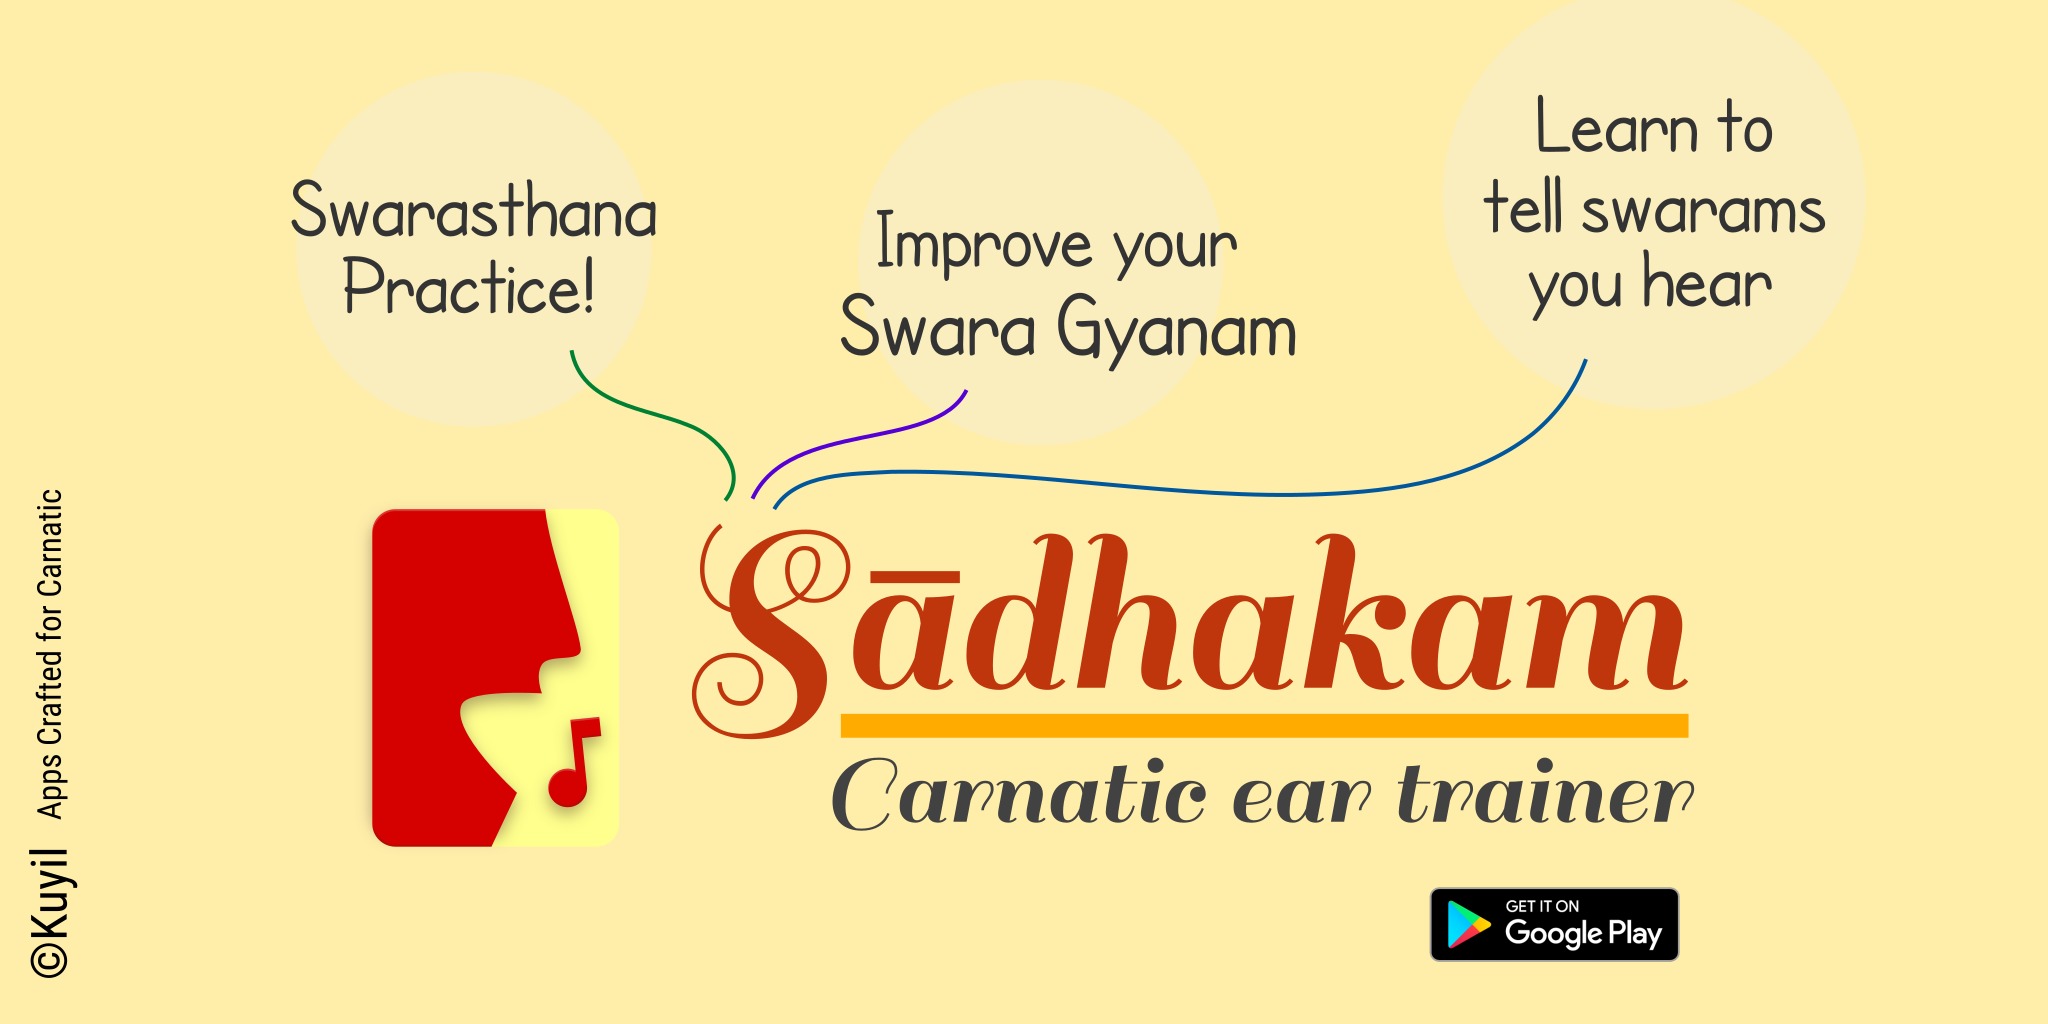 Swarasthana
Practice!
Improve your
Swara Gyanam
Learn to
tell swarams
you hear
Sādhakam
Carnatic ear trainer
GET IT ON
Google Play
©Kuyil Apps Crafted for Carnatic